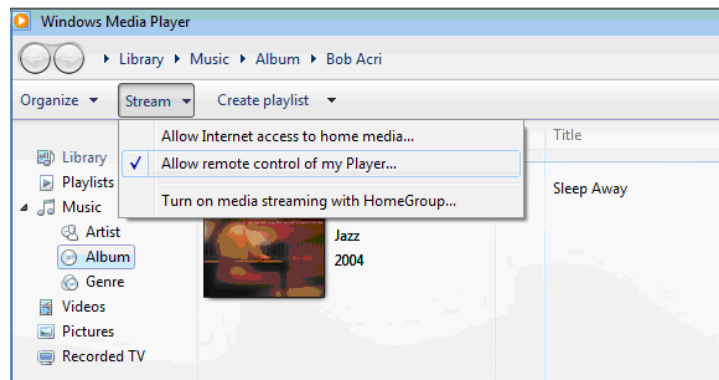 Windows Media Player
Library Music Album Bob Acri
Organize Stream Create playlist
Allow Internet access to home media...
Allow remote control of my Player...
Turn on media streaming with HomeGroup...
Title
Library
Playlists
Music
Artist
Album
Genre
Videos
Pictures
Recorded TV
Jazz
2004
Sleep Away